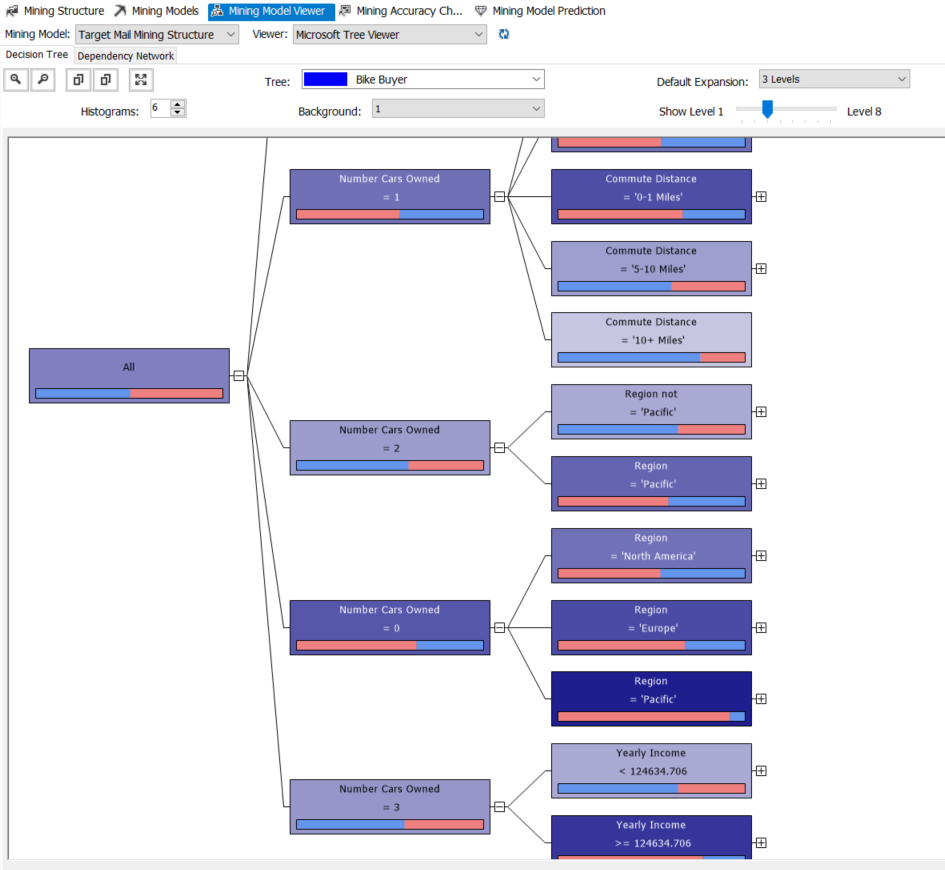 Mining Structure Mining Models Mining Model Viewer Mining Accuracy Ch... Mining Model Prediction
Mining Model: Target Mail Mining Structure Viewer: Microsoft Tree Viewer
Decision Tree Dependency Network
Tree: Bike Buyer Default Expansion: 3 Levels
Histograms: 6 Background: 1 Show Level 1 Level 8
Number Cars Owned
= 1
Commute Distance
= '0-1 Miles'
Commute Distance
= '5-10 Miles'
Commute Distance
= '10+ Miles'
All
Region not
= 'Pacific'
Number Cars Owned
= 2
Region
= 'Pacific'
Region
= 'North America'
Number Cars Owned
= 0
Region
= 'Europe'
Region
= 'Pacific'
Yearly Income
< 124634.706
Number Cars Owned
= 3
Yearly Income
>= 124634.706